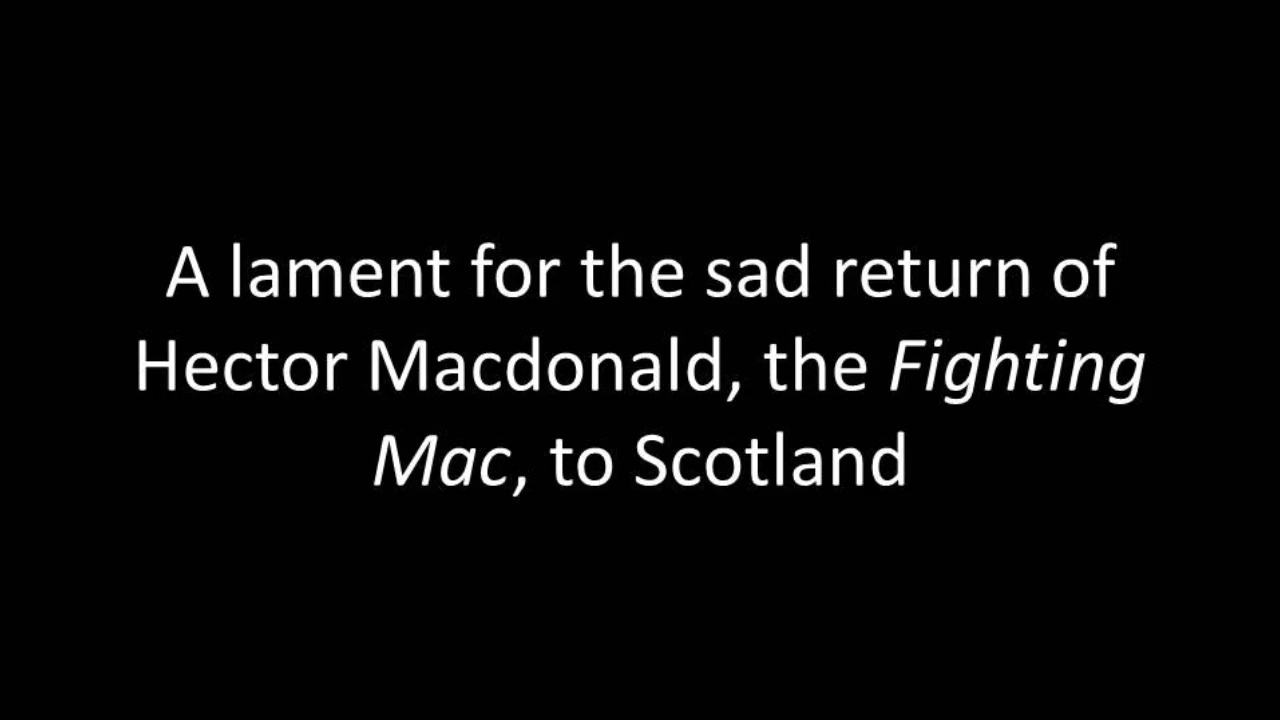 A lament for the sad return of
Hector Macdonald, the Fighting
Mac, to Scotland